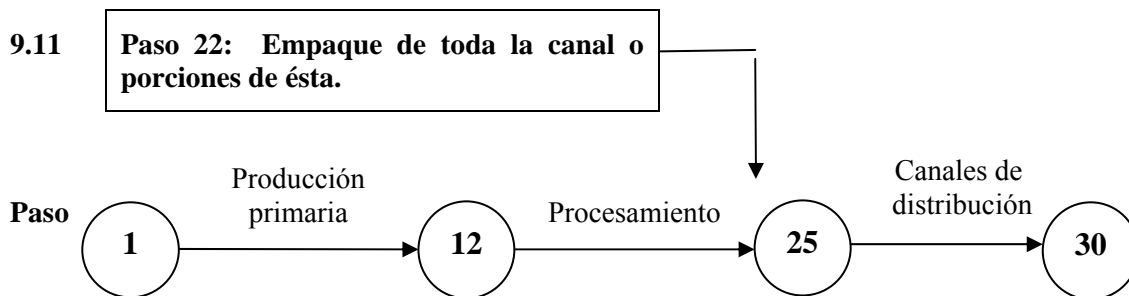 9.11 Paso 22: Empaque de toda la canal o
porciones de ésta.
Producción
primaria
Procesamiento
Canales de
distribución
Paso 1 12 25 30